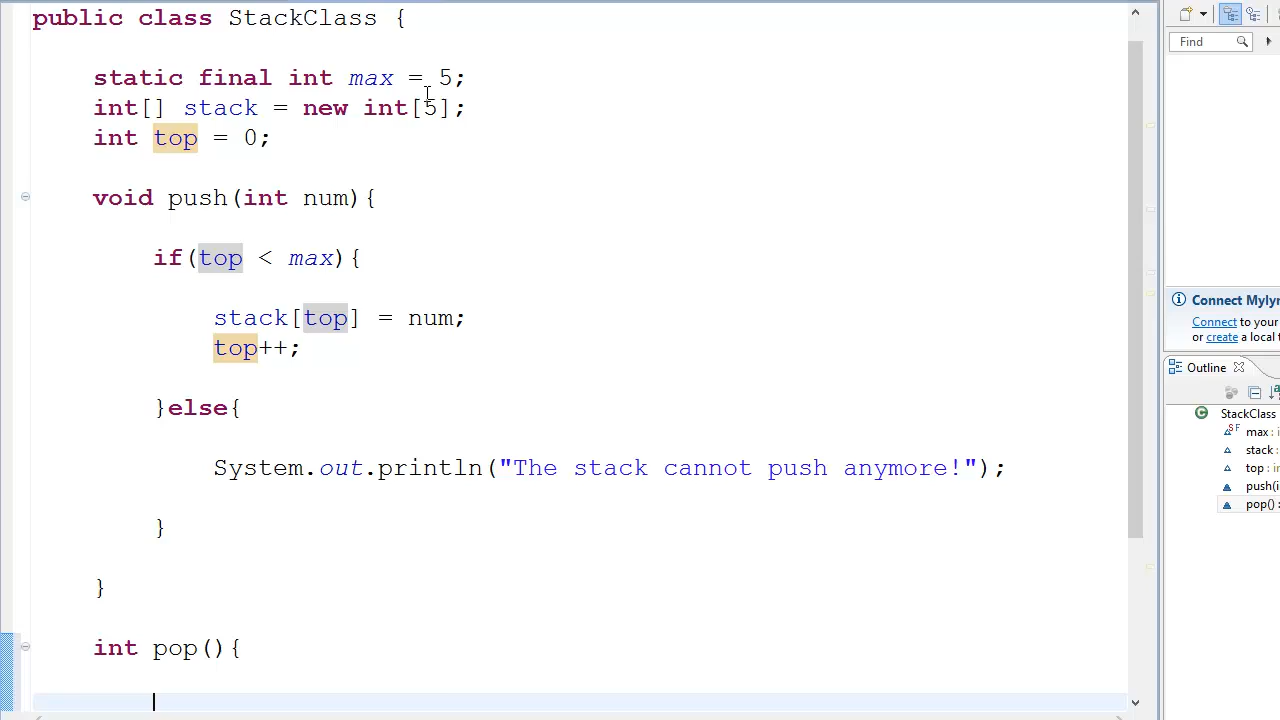 public class StackClass {
static final int max = 5;
int[] stack = new int[5];
int top = 0;
void push(int num){
if(top < max){
stack[top] = num;
top++;
}else{
System.out.println("The stack cannot push anymore!");
}
}
int pop(){
Find
Connect Mylyn
Connect to your
or create a local t
Outline
StackClass
max : i
stack :
top : in
push(i
pop() :